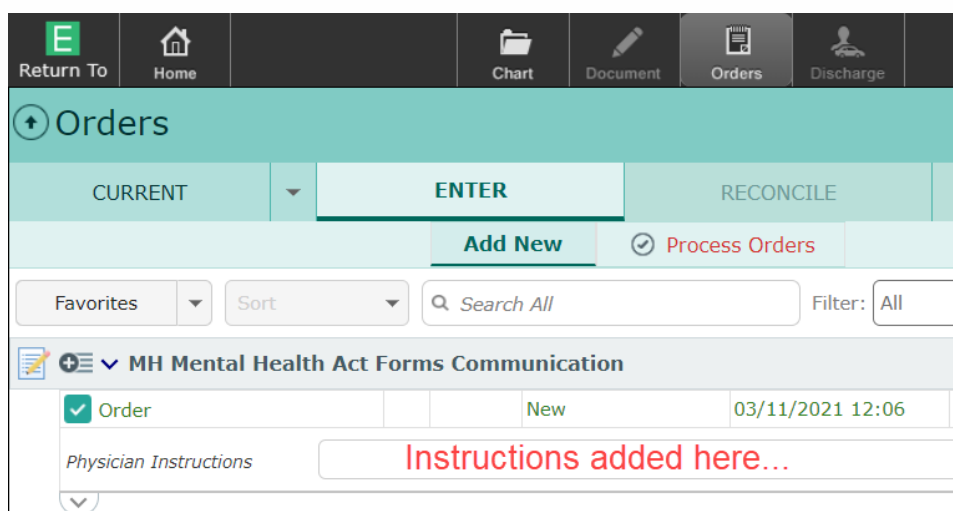 E
Return To Home Chart Document Orders Discharge
Orders
CURRENT ENTER RECONCILE
Add New Process Orders
Favorites Sort Search All Filter: All
MH Mental Health Act Forms Communication
Order New 03/11/2021 12:06
Physician Instructions Instructions added here...